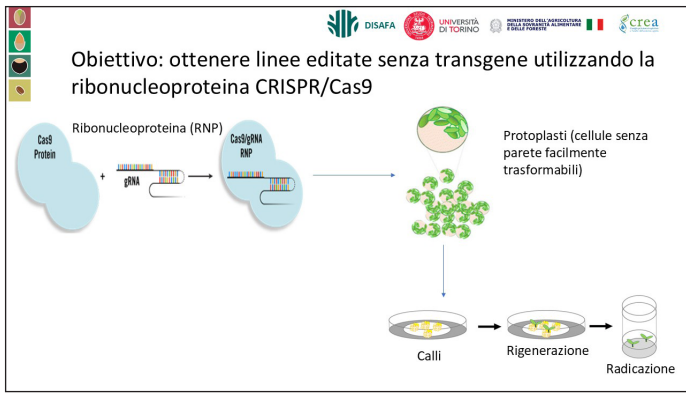 DISAFA
UNIVERSITÀ
DI TORINO
MINISTERO DELL'AGRICOLTURA
DELLA SOVRANITÀ ALIMENTARE
E DELLE FORESTE
crea
Obiettivo: ottenere linee editate senza transgene utilizzando la
ribonucleoproteina CRISPR/Cas9
Ribonucleoproteina (RNP)
Cas9
Protein
+
gRNA
Cas9/gRNA
RNP
Protoplasti (cellule senza
parete facilmente
trasformabili)
Calli
Rigenerazione
Radicazione